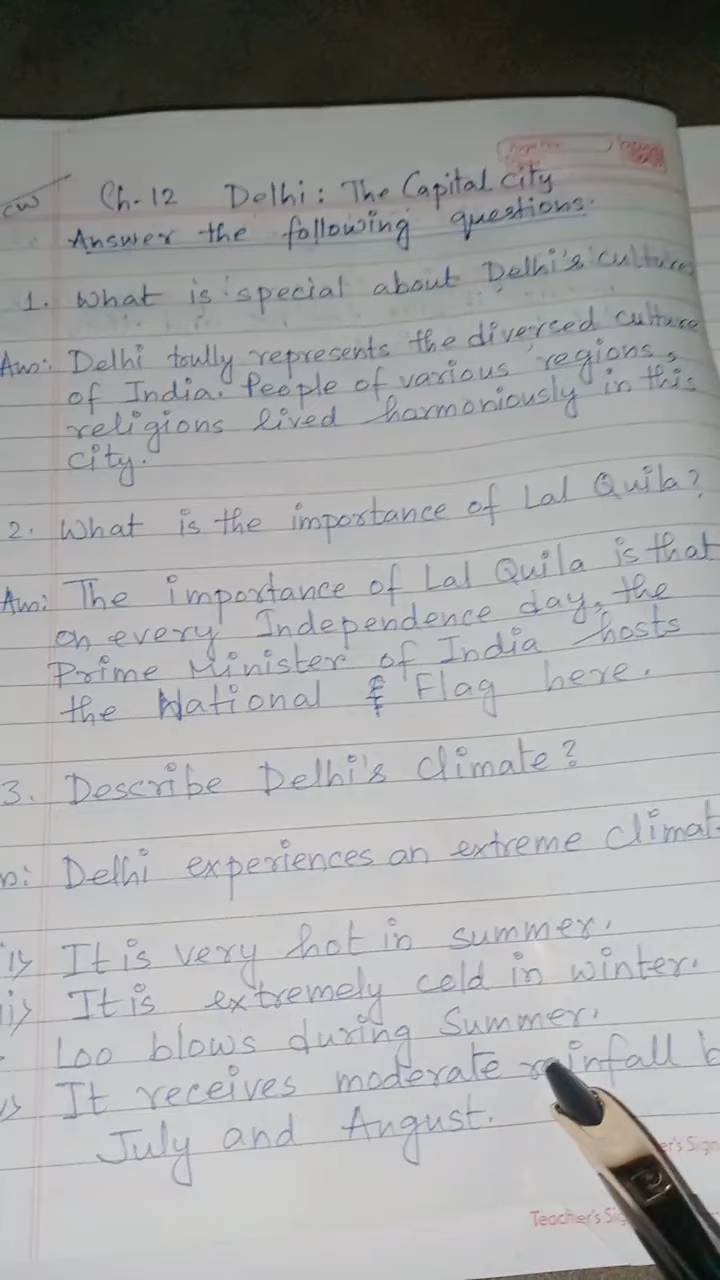 CW Ch-12 Delhi: The Capital city
Answer the following questions.
1. What is special about Delhi's culture
Ans: Delhi toully represents the diversed culture
of India. People of various regions,
religions lived harmoniously in this
city.
2. What is the importance of Lal Quila?
Ans: The importance of Lal Quila is that
on every Independence day, the
Prime Minister of India hosts
the National Flag here.
3. Describe Delhi's climate?
Delhi experiences an extreme climat
It is very hot in summer.
It is extremely cold in winter.
Loo blows during Summer.
It receives moderate rainfall b
July and August.
Teacher's Sig